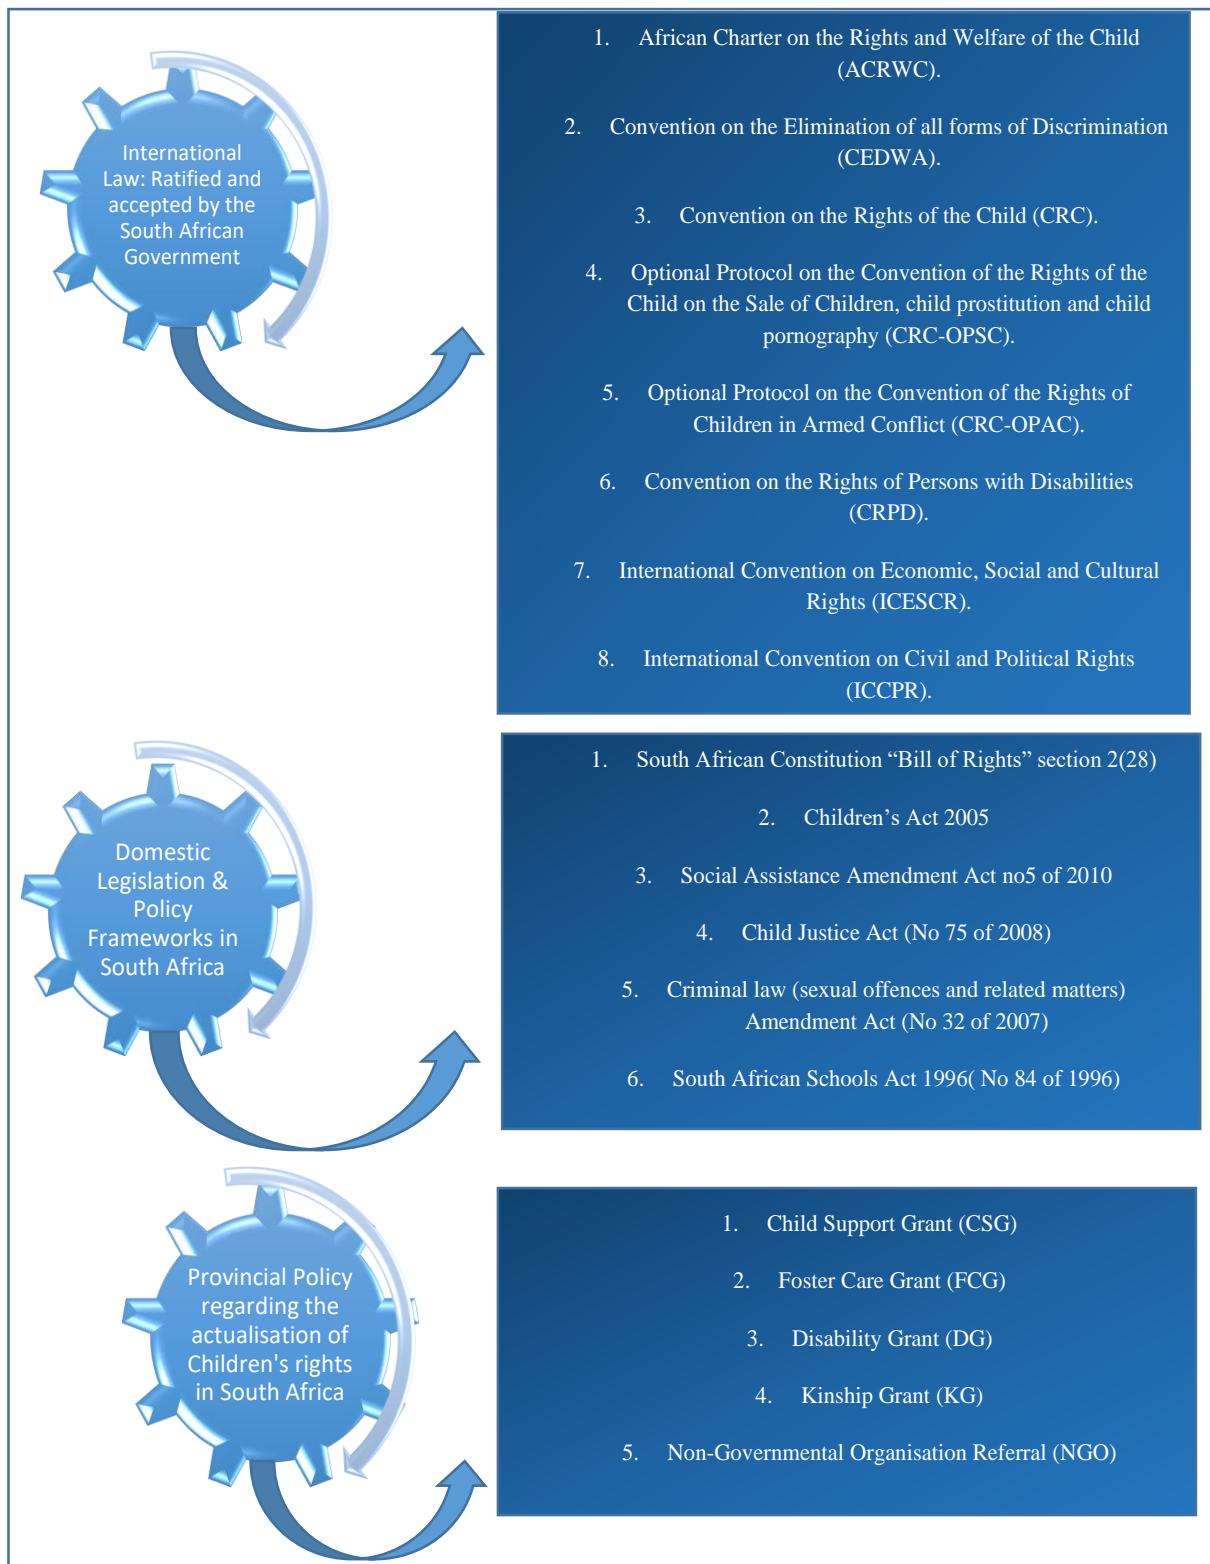 International
Law: Ratified and
accepted by the
South African
Government
1. African Charter on the Rights and Welfare of the Child
(ACRWC).
2. Convention on the Elimination of all forms of Discrimination
(CEDWA).
3. Convention on the Rights of the Child (CRC).
4. Optional Protocol on the Convention of the Rights of the
Child on the Sale of Children, child prostitution and child
pornography (CRC-OPSC).
5. Optional Protocol on the Convention of the Rights of
Children in Armed Conflict (CRC-OPAC).
6. Convention on the Rights of Persons with Disabilities
(CRPD).
7. International Convention on Economic, Social and Cultural
Rights (ICESCR).
8. International Convention on Civil and Political Rights
(ICCPR).
Domestic
Legislation &
Policy
Frameworks in
South Africa
1. South African Constitution “Bill of Rights” section 2(28)
2. Children’s Act 2005
3. Social Assistance Amendment Act no5 of 2010
4. Child Justice Act (No 75 of 2008)
5. Criminal law (sexual offences and related matters)
Amendment Act (No 32 of 2007)
6. South African Schools Act 1996( No 84 of 1996)
Provincial Policy
regarding the
actualisation of
Children's rights
in South Africa
1. Child Support Grant (CSG)
2. Foster Care Grant (FCG)
3. Disability Grant (DG)
4. Kinship Grant (KG)
5. Non-Governmental Organisation Referral (NGO)